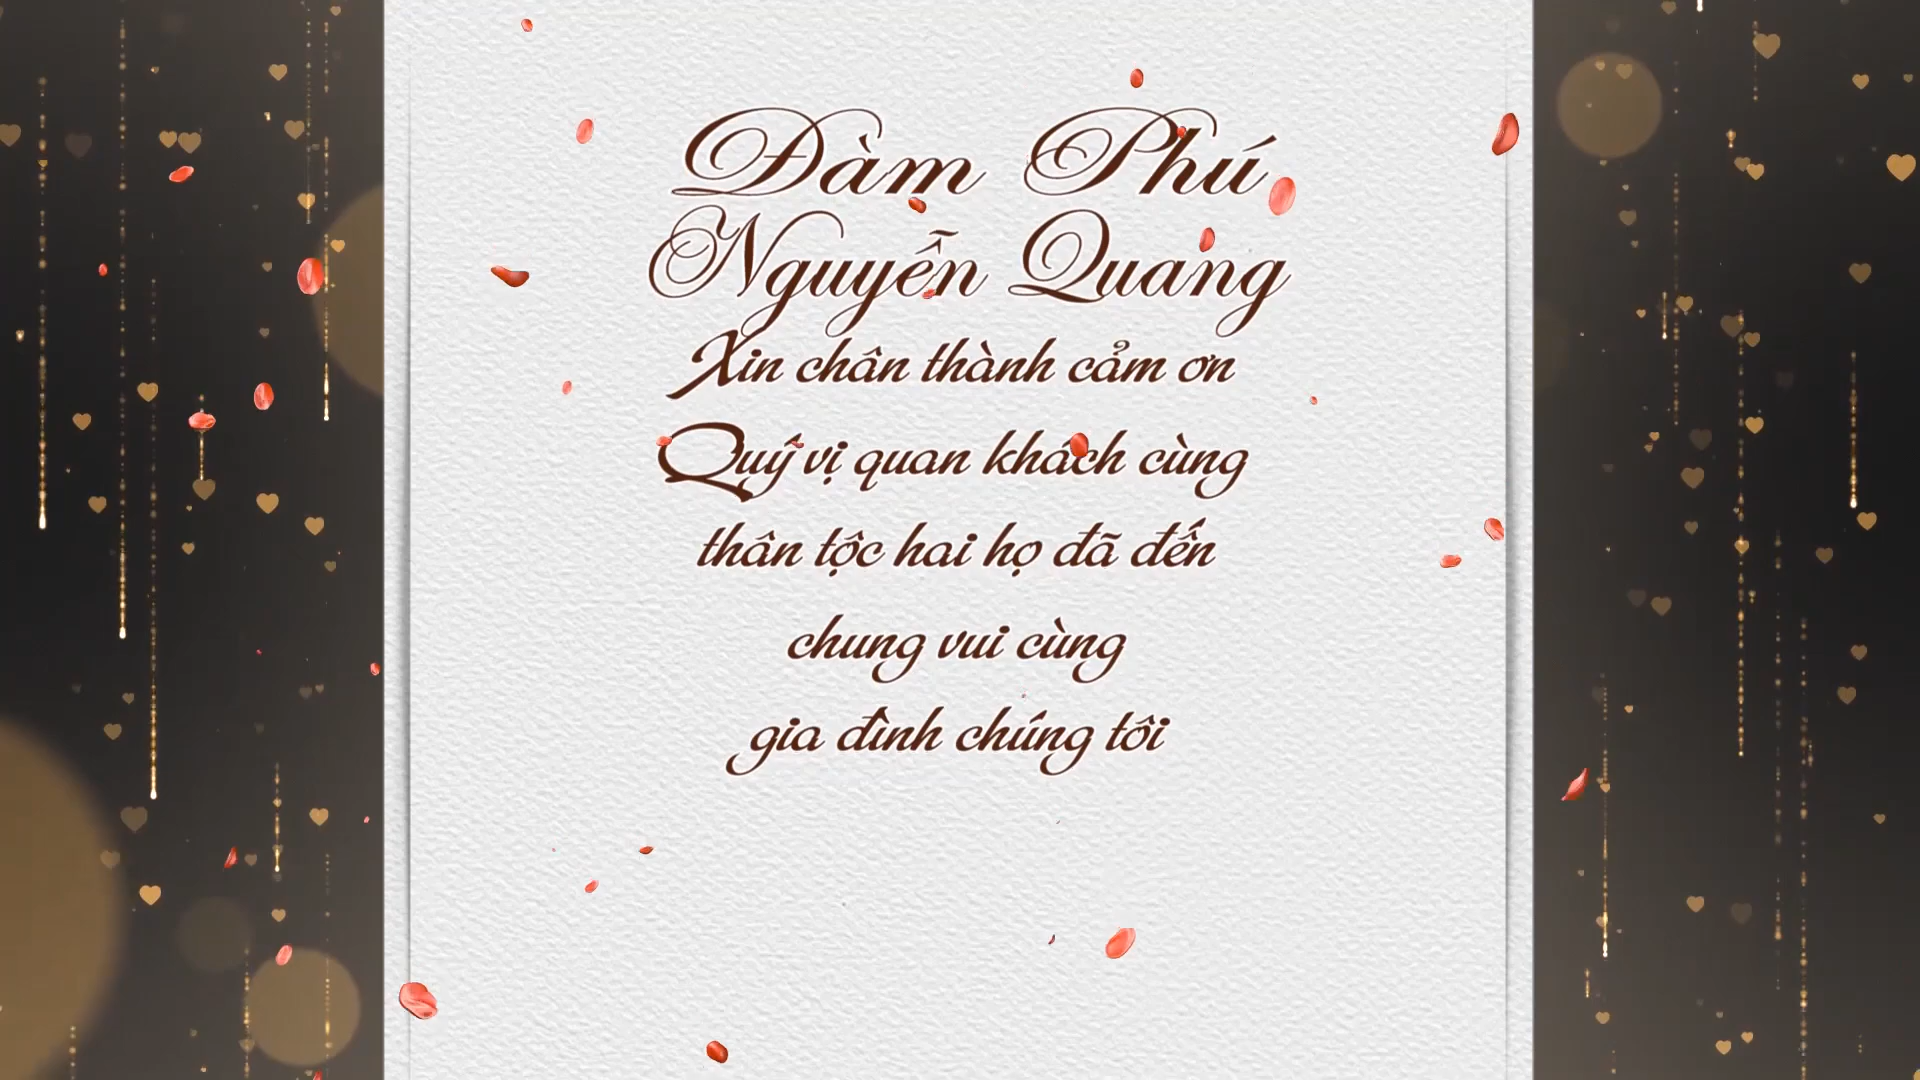 Đàm Phú
Nguyễn Quang
Xin chân thành cảm ơn
Quý vị quan khách cùng
thân tộc hai họ đã đến
chung vui cùng
gia đình chúng tôi